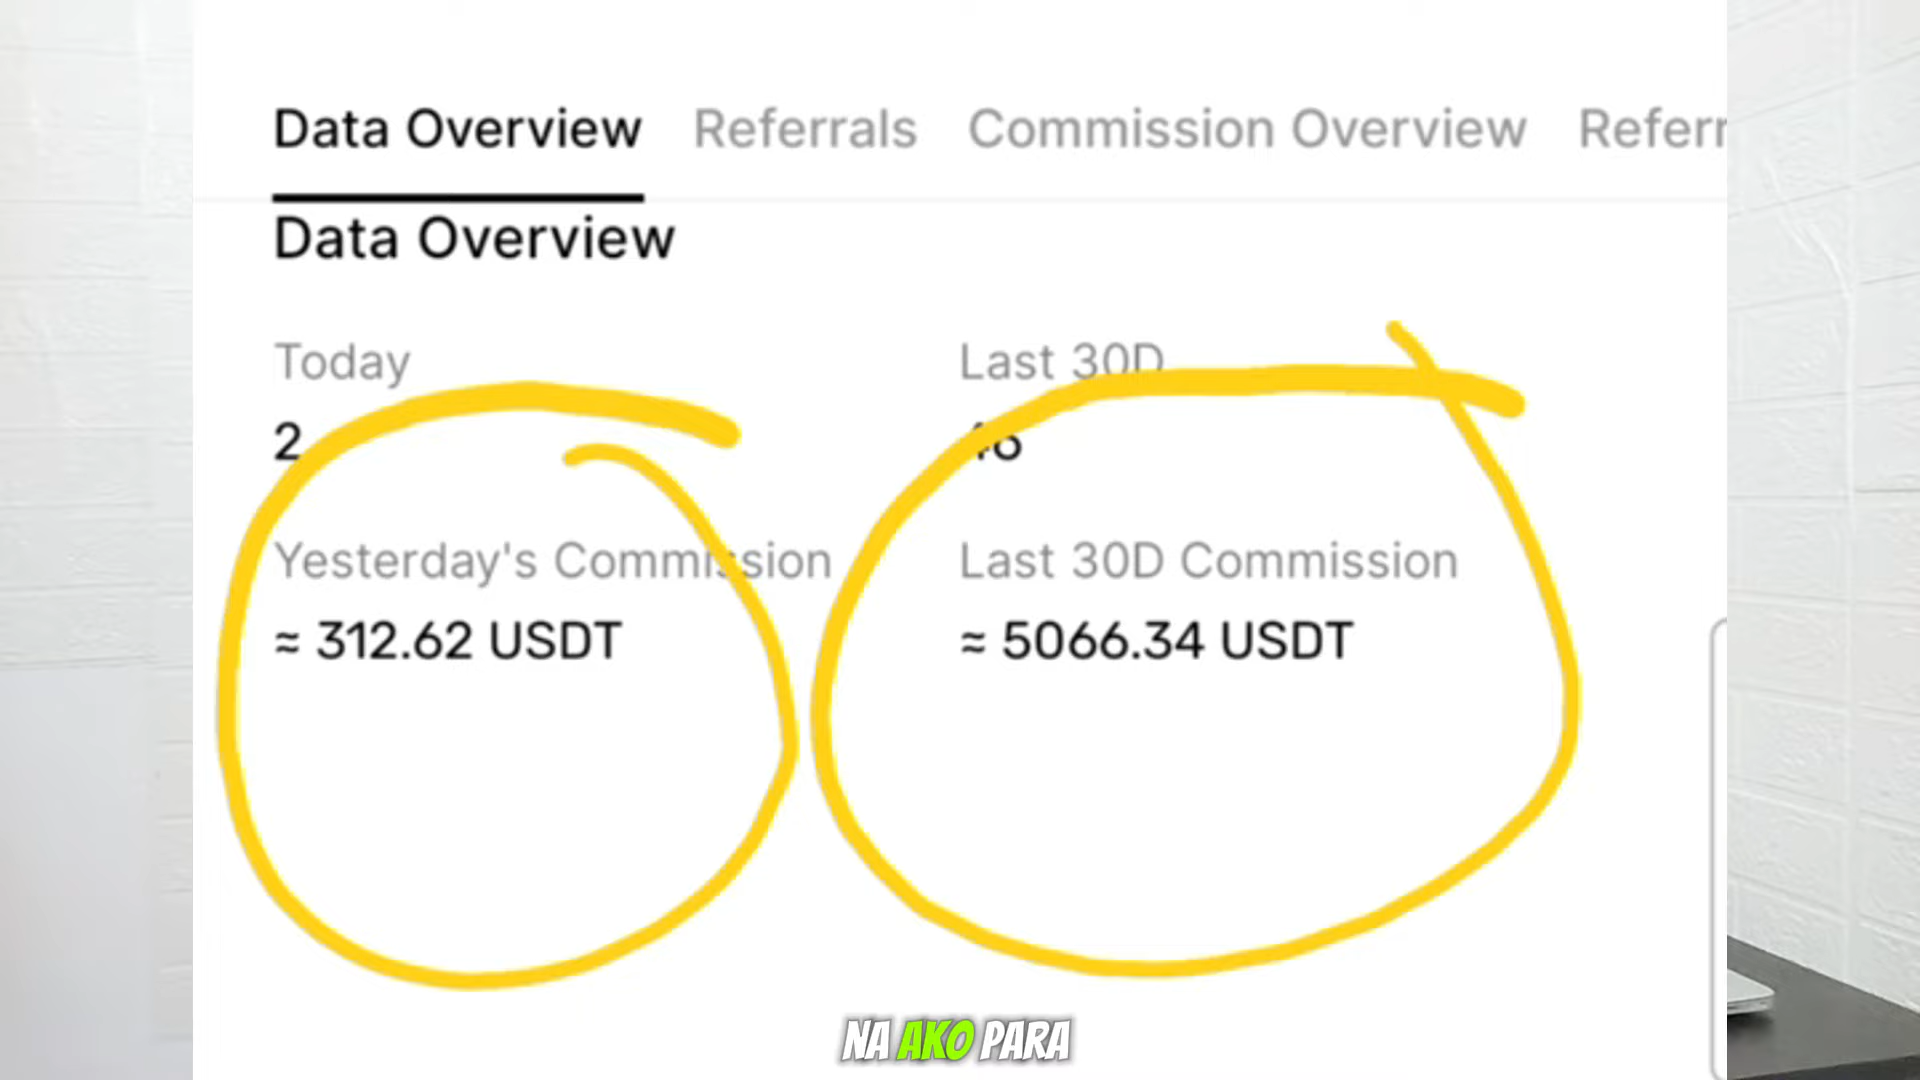 Data Overview Referrals Commission Overview Referr
Data Overview
Today Last 30D
2
Yesterday's Commission Last 30D Commission
≈ 312.62 USDT ≈ 5066.34 USDT
NA AKO PARA